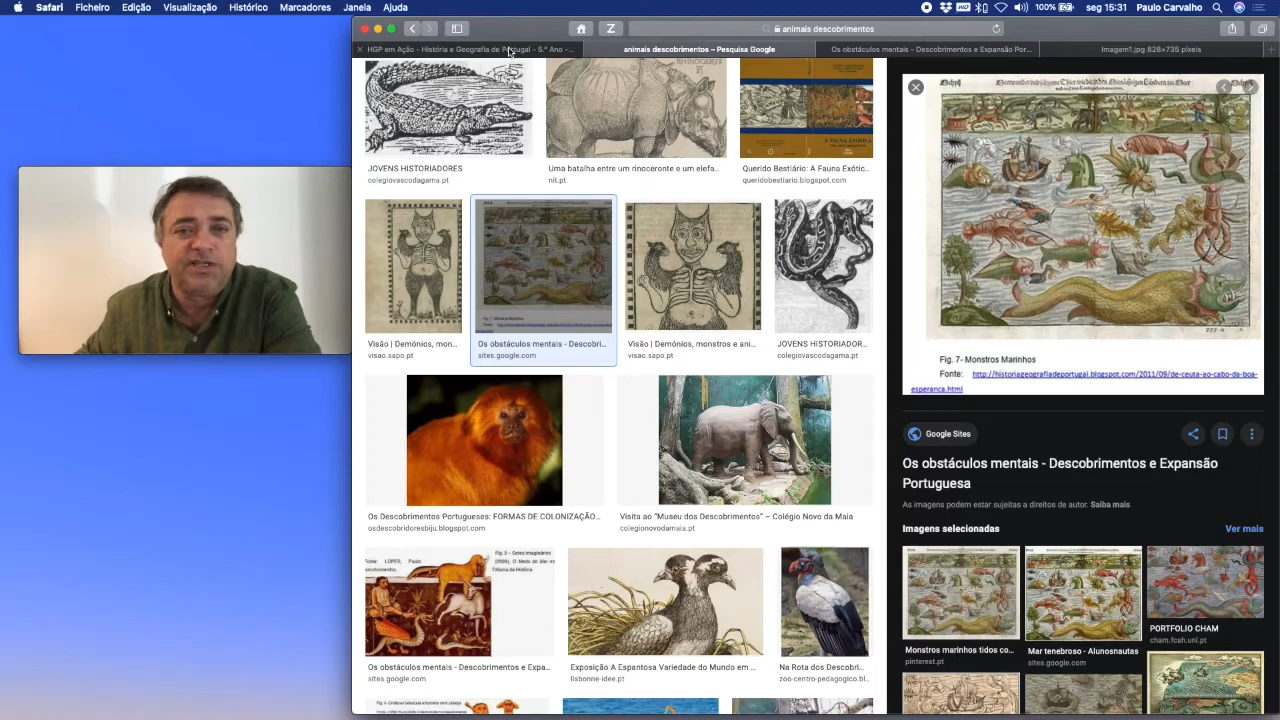 Safari Ficheiro Edição Visualização Histórico Marcadores Janela Ajuda
100% seg 16:10 Paulo Carvalho
animais descobrimentos
HGP em Ação - História e Geografia de Portugal - 5.º Ano -...
animais descobrimentos – Pesquisa Google
Os obstáculos mentais - Descobrimentos e Expansão Por...
Imagem1.jpg 828×735 píxeis
JOVENS HISTORIADORES
colegiovascodagama.pt
Uma batalha entre um rinoceronte e um elefa...
nit.pt
Querido Bestiário: A Fauna Exótic...
queridobestiario.blogspot.com
Visão | Demónios, mon...
visao.sapo.pt
Os obstáculos mentais - Descobri...
sites.google.com
Visão | Demónios, monstros e ani...
visao.sapo.pt
JOVENS HISTORIADOR...
colegiovascodagama.pt
Os Descobrimentos Portugueses: FORMAS DE COLONIZAÇÃO...
osdescobridoresbiju.blogspot.com
Visita ao “Museu dos Descobrimentos” – Colégio Novo da Maia
colegionovodamaia.pt
Os obstáculos mentais - Descobrimentos e Expa...
sites.google.com
Exposição A Espantosa Variedade do Mundo em ...
lisbonne-idee.pt
Na Rota dos Descobri...
zoo-centro-pedagogico.bl...
Fig. 7- Monstros Marinhos
Fonte: http://historiageografiadeportugal.blogspot.com/2011/09/de-ceuta-ao-cabo-da-boa-
esperanca.html
Google Sites
Os obstáculos mentais - Descobrimentos e Expansão
Portuguesa
As imagens podem estar sujeitas a direitos de autor. Saiba mais
Imagens selecionadas
Ver mais
Monstros marinhos tidos co...
pinterest.pt
Mar tenebroso - Alunosnautas
sites.google.com
PORTFOLIO CHAM
cham.fcsh.unl.pt